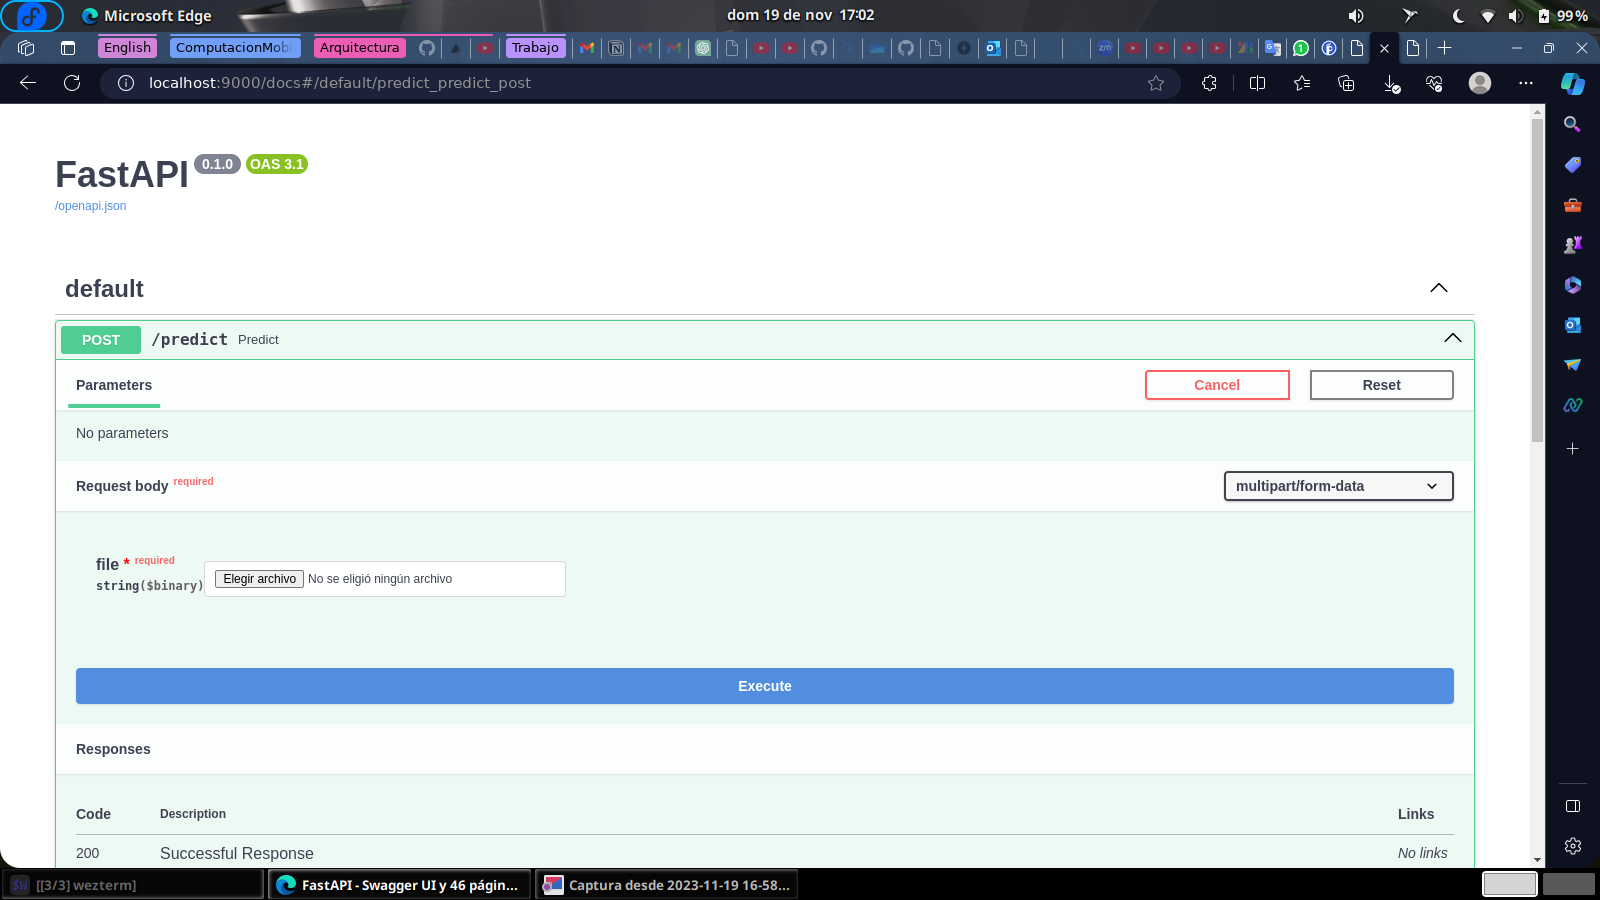 Microsoft Edge
dom 19 de nov 17:02
99 %
English
ComputacionMobi
Arquitectura
Trabajo
zm
1
localhost:9000/docs#/default/predict_predict_post
FastAPI 0.1.0 OAS 3.1
/openapi.json
default
POST /predict Predict
Parameters
Cancel
Reset
No parameters
Request body required
multipart/form-data
file * required
string($binary)
Elegir archivo No se eligió ningún archivo
Execute
Responses
Code Description Links
200 Successful Response No links
[[3/3] wezterm]
FastAPI - Swagger UI y 46 págin...
Captura desde 2023-11-19 16-58...